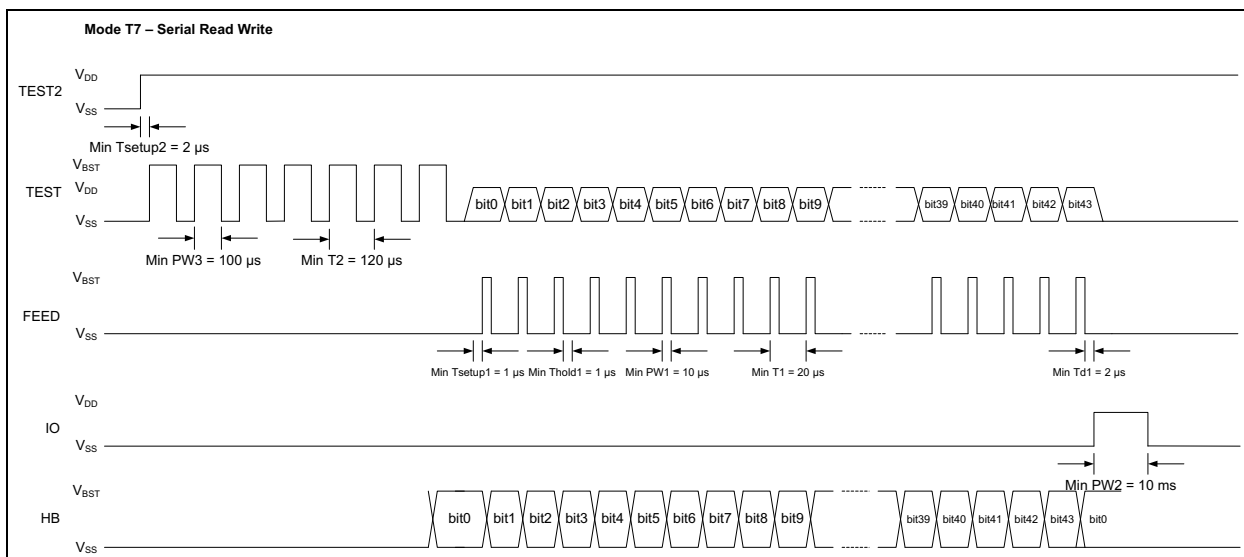 Mode T7 – Serial Read Write
TEST2
VDD
VSS
Min Tsetup2 = 2 µs
TEST
VBST
VDD
VSS
bit0 bit1 bit2 bit3 bit4 bit5 bit6 bit7 bit8 bit9 bit39 bit40 bit41 bit42 bit43
Min PW3 = 100 µs Min T2 = 120 µs
FEED
VBST
VSS
Min Tsetup1 = 1 µs Min Thold1 = 1 µs Min PW1 = 10 µs Min T1 = 20 µs Min Td1 = 2 µs
IO
VDD
VSS
Min PW2 = 10 ms
HB
VBST
VSS
bit0 bit1 bit2 bit3 bit4 bit5 bit6 bit7 bit8 bit9 bit39 bit40 bit41 bit42 bit43 bit0